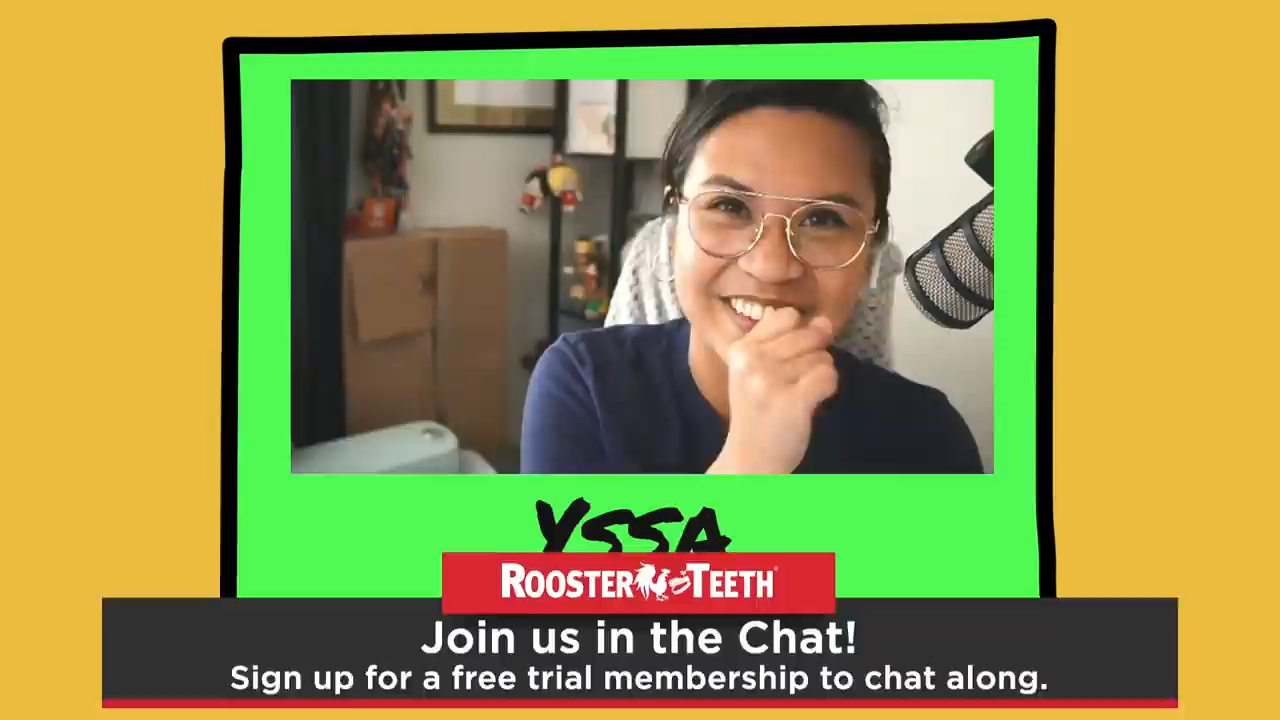 YSSA
ROOSTER TEETH
Join us in the Chat!
Sign up for a free trial membership to chat along.